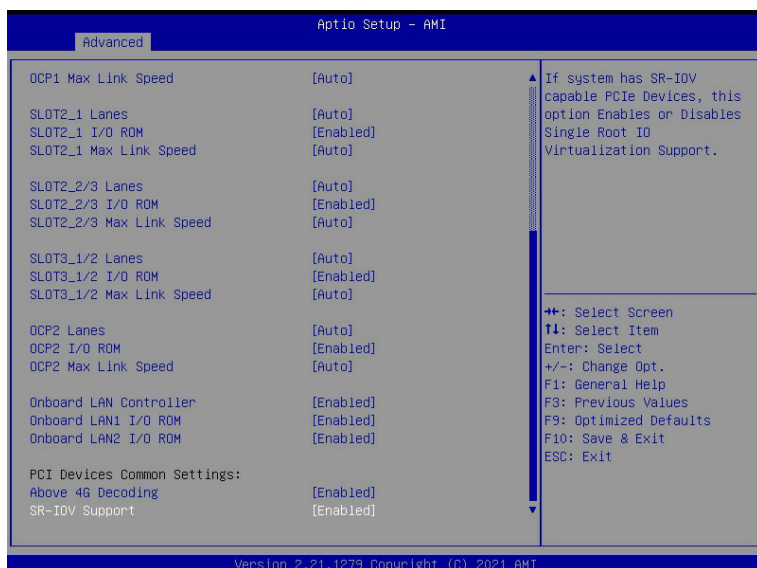 Aptio Setup - AMI
Advanced
OCP1 Max Link Speed [Auto]
SLOT2_1 Lanes [Auto]
SLOT2_1 I/O ROM [Enabled]
SLOT2_1 Max Link Speed [Auto]
SLOT2_2/3 Lanes [Auto]
SLOT2_2/3 I/O ROM [Enabled]
SLOT2_2/3 Max Link Speed [Auto]
SLOT3_1/2 Lanes [Auto]
SLOT3_1/2 I/O ROM [Enabled]
SLOT3_1/2 Max Link Speed [Auto]
OCP2 Lanes [Auto]
OCP2 I/O ROM [Enabled]
OCP2 Max Link Speed [Auto]
Onboard LAN Controller [Enabled]
Onboard LAN1 I/O ROM [Enabled]
Onboard LAN2 I/O ROM [Enabled]
PCI Devices Common Settings:
Above 4G Decoding [Enabled]
SR-IOV Support [Enabled]
If system has SR-IOV
capable PCIe Devices, this
option Enables or Disables
Single Root IO
Virtualization Support.
→←: Select Screen
↑↓: Select Item
Enter: Select
+/-: Change Opt.
F1: General Help
F3: Previous Values
F9: Optimized Defaults
F10: Save & Exit
ESC: Exit
Version 2.21.1279 Copyright (C) 2021 AMI